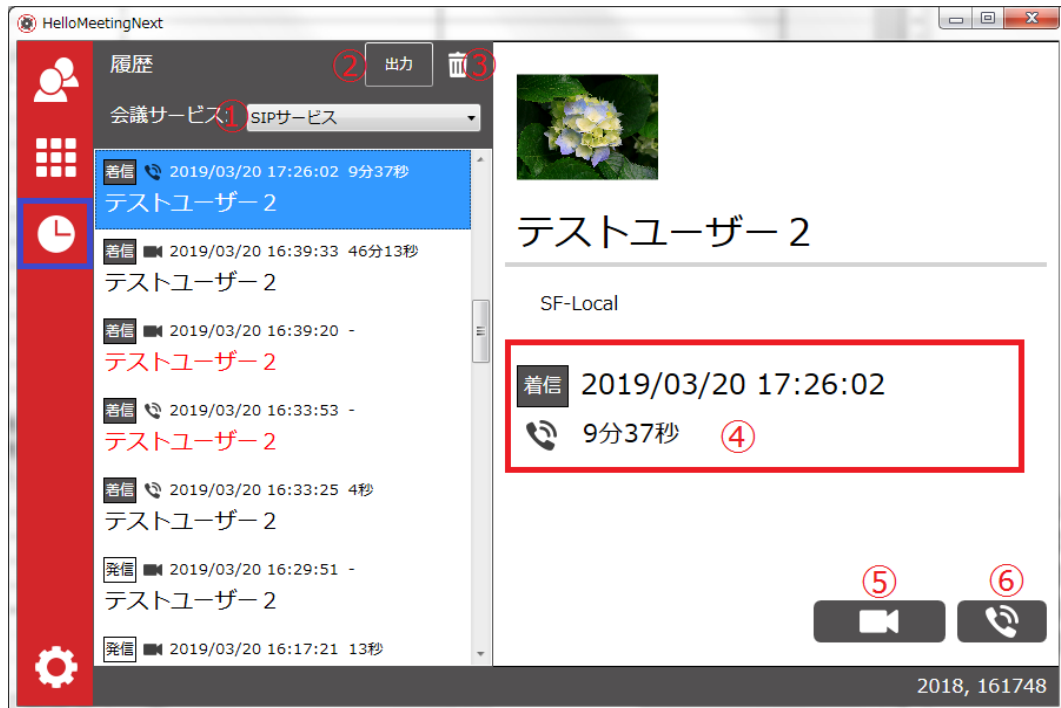 HelloMeetingNext
履歴
② 出力 ③
会議サービス: ① SIPサービス
着信 2019/03/20 17:26:02 9分37秒
テストユーザー2
着信 2019/03/20 16:39:33 46分13秒
テストユーザー2
着信 2019/03/20 16:39:20 -
テストユーザー2
着信 2019/03/20 16:33:53 -
テストユーザー2
着信 2019/03/20 16:33:25 4秒
テストユーザー2
発信 2019/03/20 16:29:51 -
テストユーザー2
発信 2019/03/20 16:17:21 13秒
テストユーザー2
SF-Local
着信 2019/03/20 17:26:02
9分37秒 ④
⑤ ⑥
2018, 161748